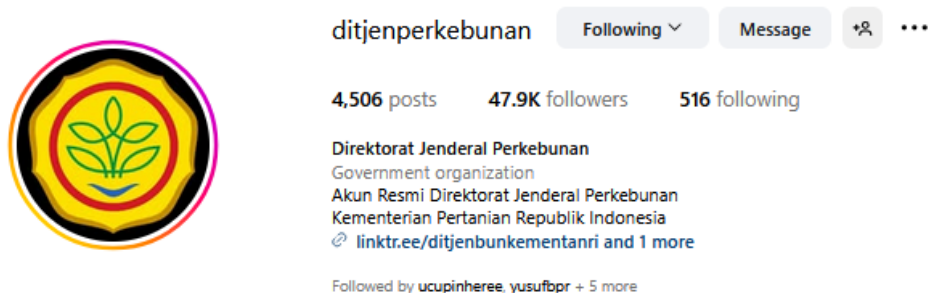 ditjenperkebunan Following Message
4,506 posts 47.9K followers 516 following
Direktorat Jenderal Perkebunan
Government organization
Akun Resmi Direktorat Jenderal Perkebunan
Kementerian Pertanian Republik Indonesia
linktr.ee/ditjenbunkementanri and 1 more
Followed by ucupinheree, yusufbpr + 5 more